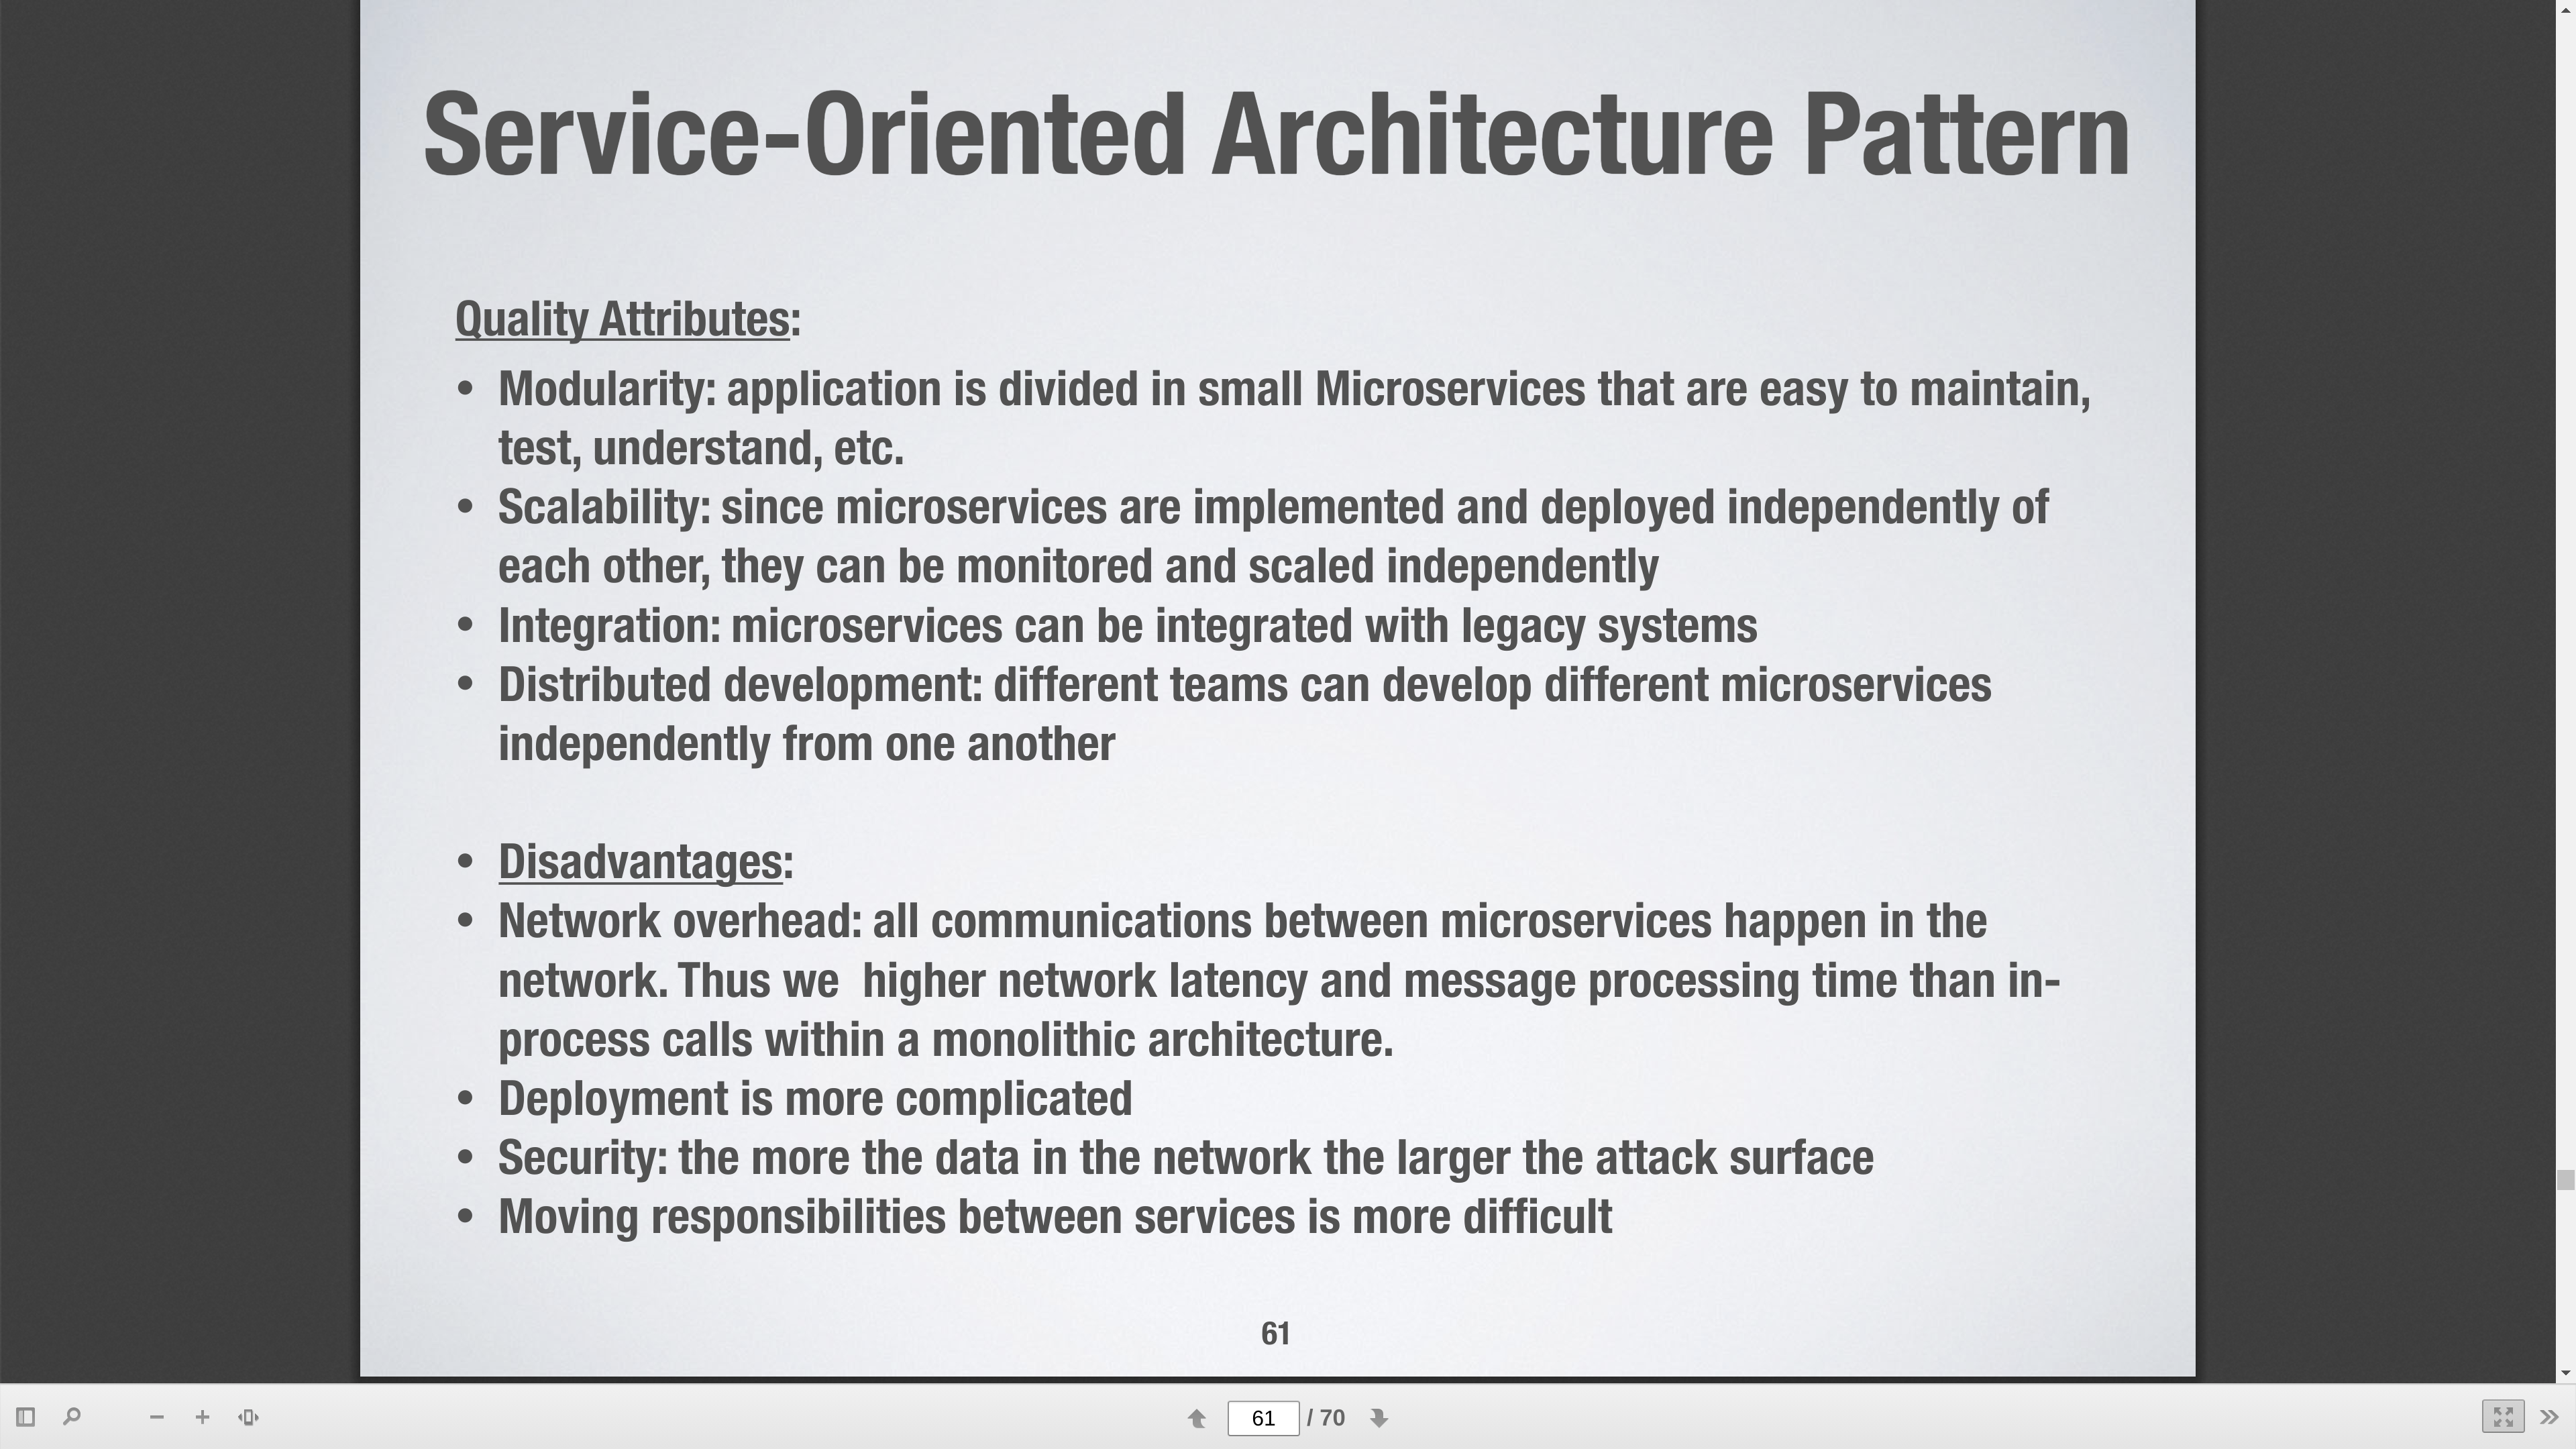 Service-Oriented Architecture Pattern
Quality Attributes:
• Modularity: application is divided in small Microservices that are easy to maintain,
test, understand, etc.
• Scalability: since microservices are implemented and deployed independently of
each other, they can be monitored and scaled independently
• Integration: microservices can be integrated with legacy systems
• Distributed development: different teams can develop different microservices
independently from one another
• Disadvantages:
• Network overhead: all communications between microservices happen in the
network. Thus we  higher network latency and message processing time than in-
process calls within a monolithic architecture.
• Deployment is more complicated
• Security: the more the data in the network the larger the attack surface
• Moving responsibilities between services is more difficult
61
61 / 70